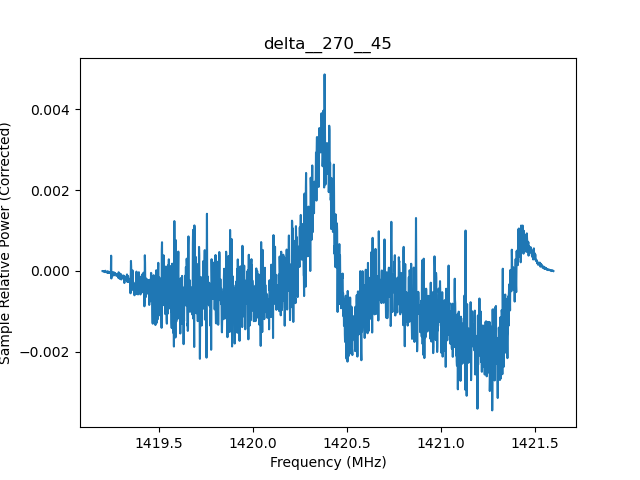 delta__270__45
Sample Relative Power (Corrected)
0.004
0.002
0.000
−0.002
1419.5 1420.0 1420.5 1421.0 1421.5
Frequency (MHz)